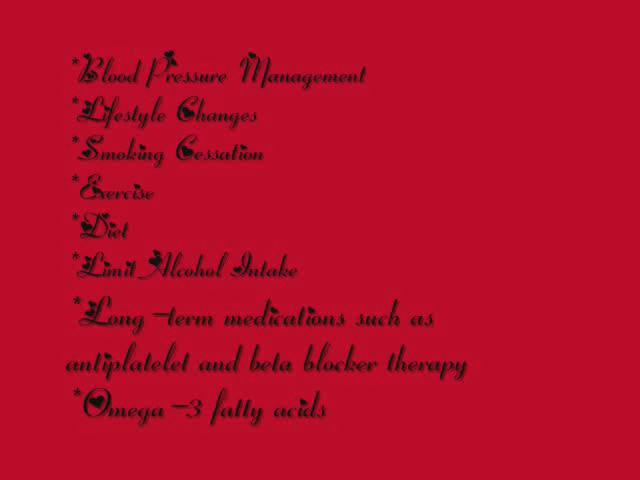 *Blood Pressure Management
*Lifestyle Changes
*Smoking Cessation
*Exercise
*Diet
*Limit Alcohol Intake
*Long -term medications such as
antiplatelet and beta blocker therapy
*Omega -3 fatty acids